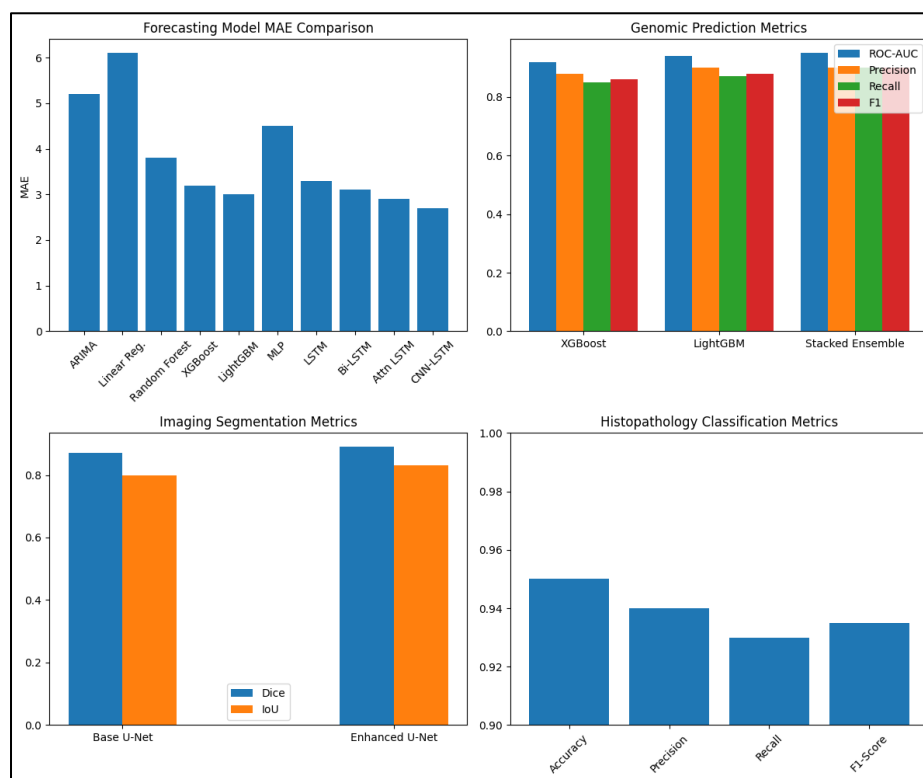 Forecasting Model MAE Comparison
MAE
6
5
4
3
2
1
0
ARIMA
Linear Reg.
Random Forest
XGBoost
LightGBM
MLP
LSTM
Bi-LSTM
Attn LSTM
CNN-LSTM
Genomic Prediction Metrics
ROC-AUC
Precision
Recall
F1
0.8
0.6
0.4
0.2
0.0
XGBoost
LightGBM
Stacked Ensemble
Imaging Segmentation Metrics
0.8
0.6
0.4
0.2
0.0
Dice
IoU
Base U-Net
Enhanced U-Net
Histopathology Classification Metrics
1.00
0.98
0.96
0.94
0.92
0.90
Accuracy
Precision
Recall
F1-Score